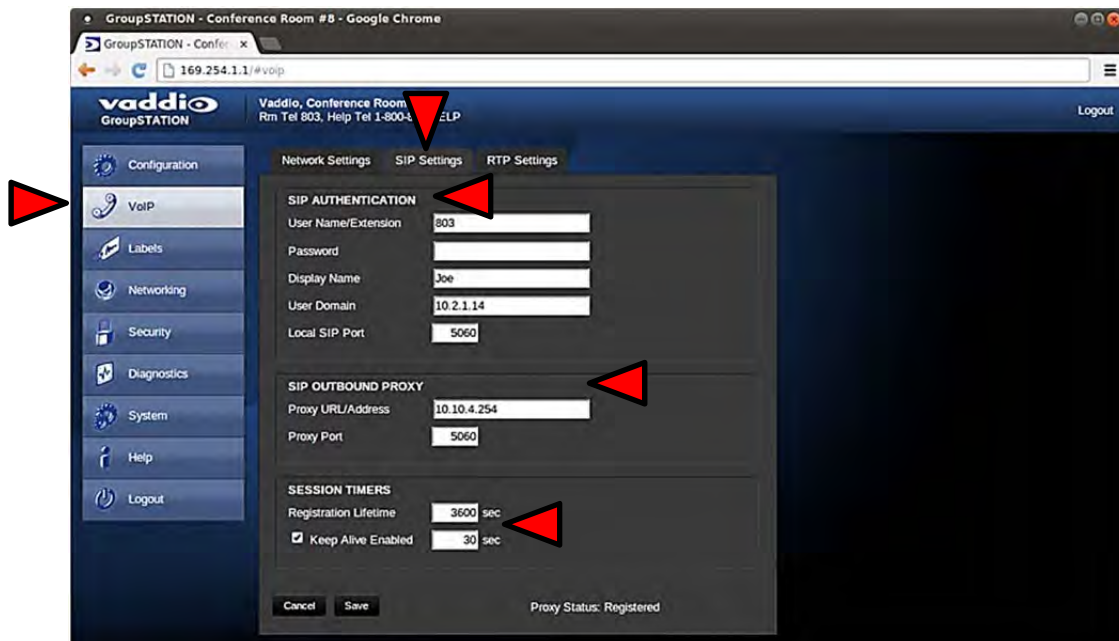 GroupSTATION - Conference Room #8 - Google Chrome
GroupSTATION - Confer
169.254.1.1/#voip
vaddio
GroupSTATION
Vaddio, Conference Room
Rm Tel 803, Help Tel 1-800-8 ELP
Logout
Configuration
VoIP
Labels
Networking
Security
Diagnostics
System
Help
Logout
Network Settings SIP Settings RTP Settings
SIP AUTHENTICATION
User Name/Extension 803
Password
Display Name Joe
User Domain 10.2.1.14
Local SIP Port 5060
SIP OUTBOUND PROXY
Proxy URL/Address 10.10.4.254
Proxy Port 5060
SESSION TIMERS
Registration Lifetime 3600 sec
Keep Alive Enabled 30 sec
Cancel Save Proxy Status: Registered